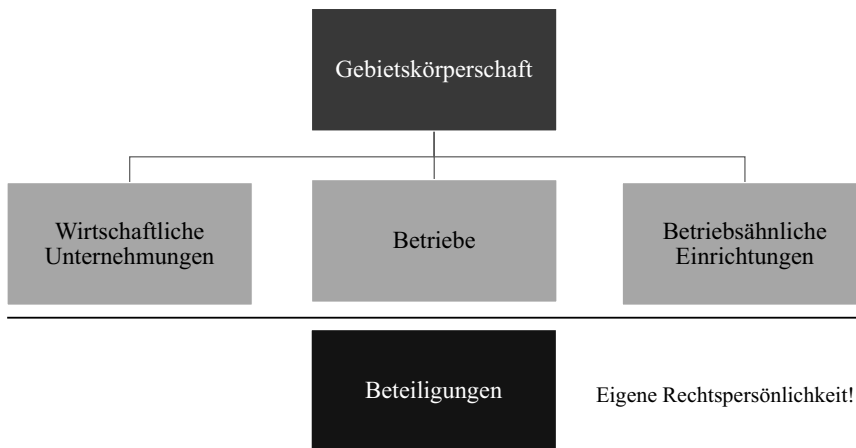 Gebietskörperschaft
Wirtschaftliche
Unternehmungen
Betriebe
Betriebsähnliche
Einrichtungen
Beteiligungen
Eigene Rechtspersönlichkeit!